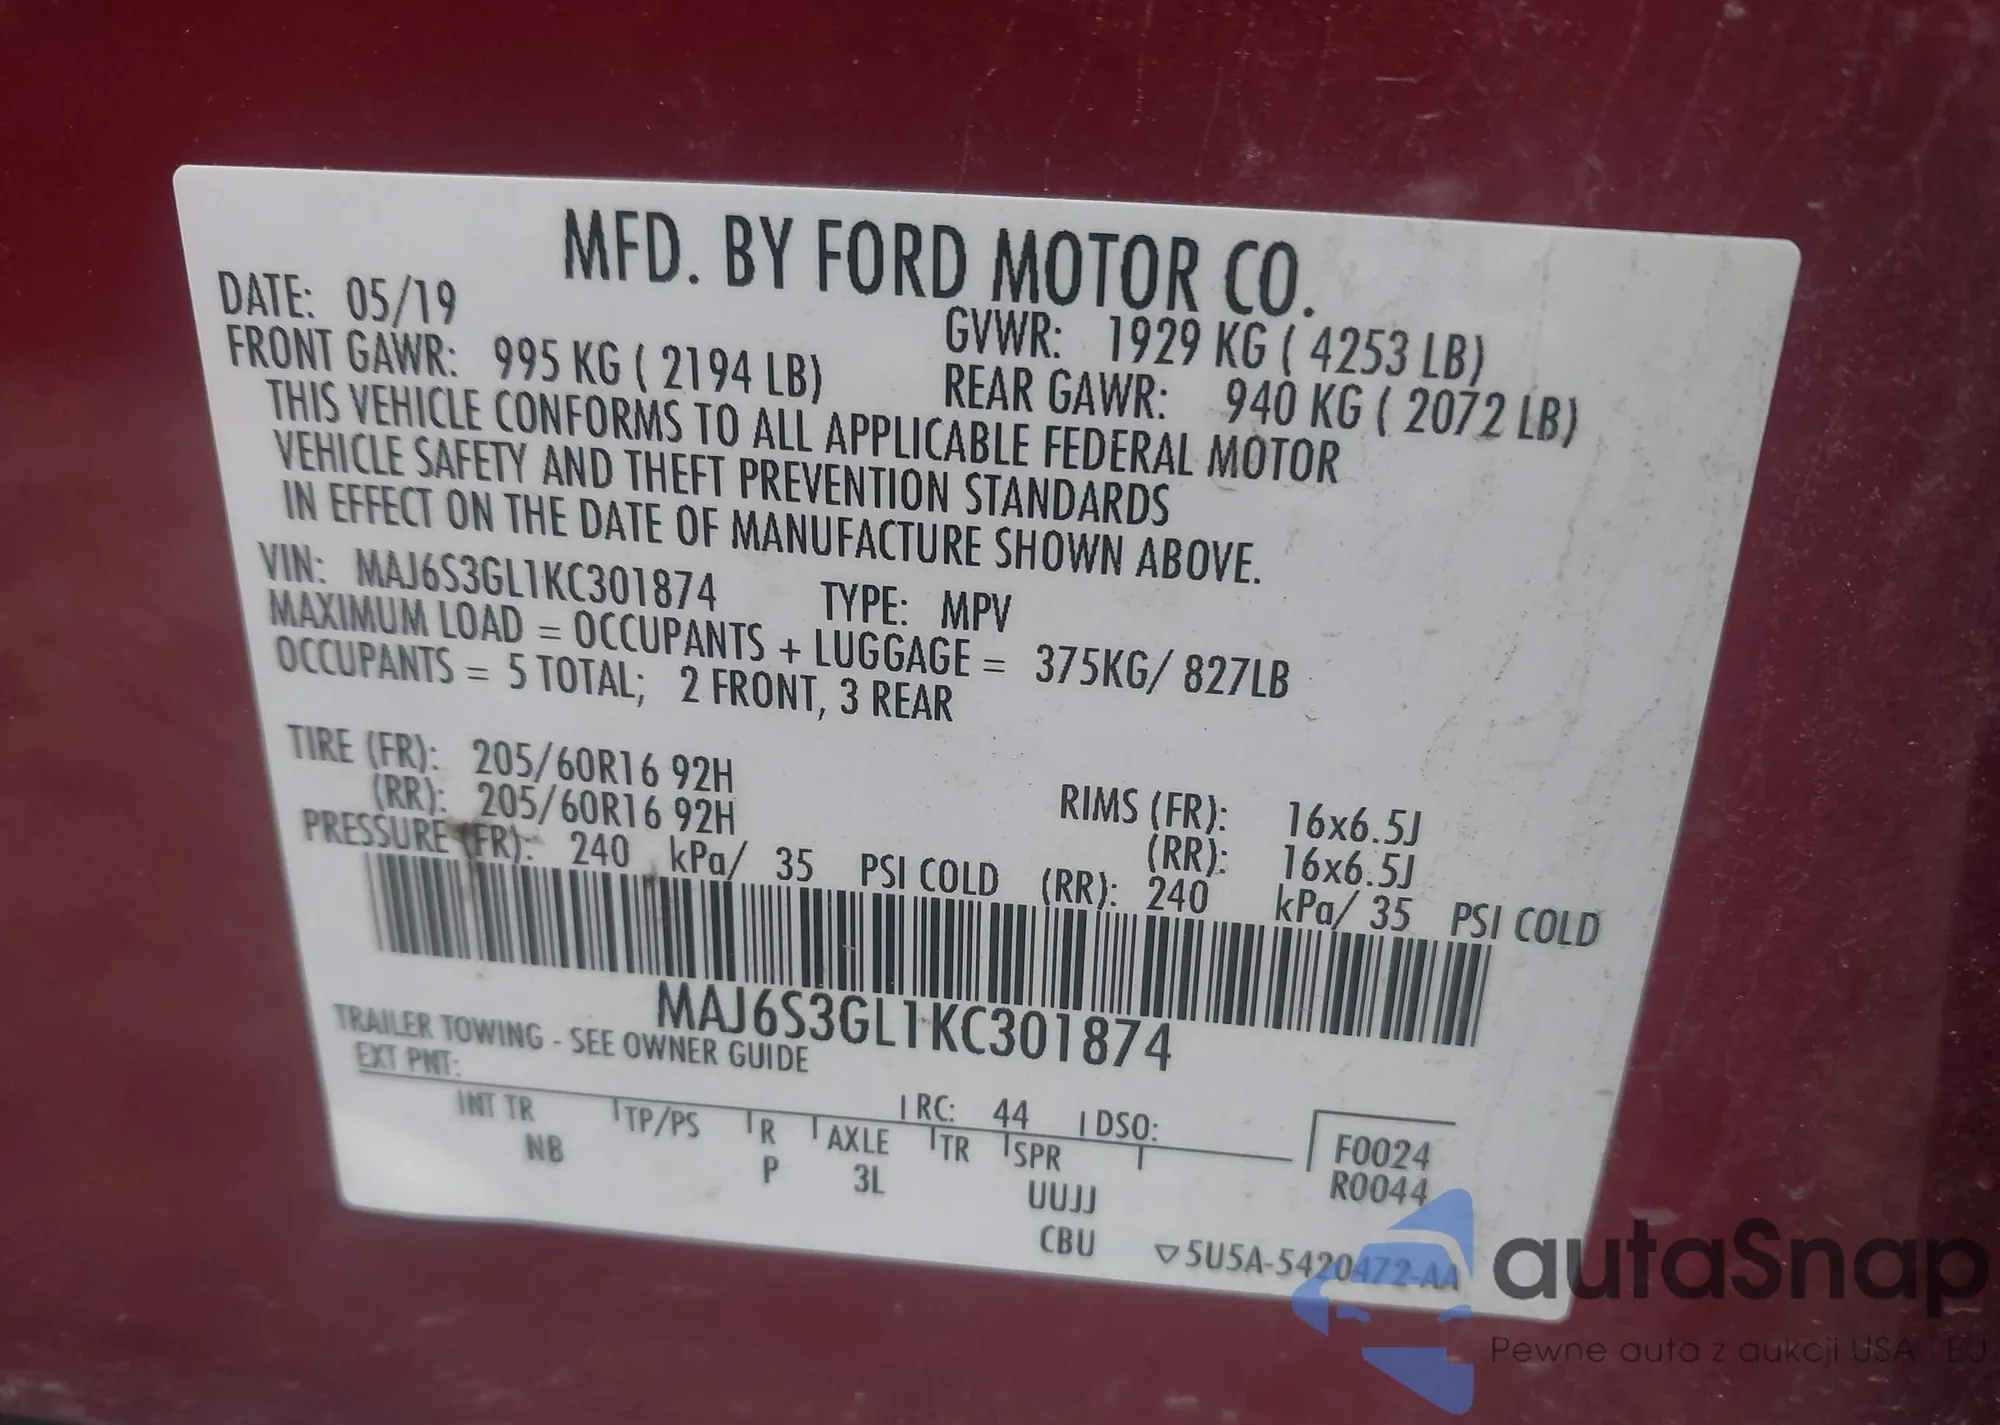 MFD. BY FORD MOTOR CO.
DATE: 05/19
GVWR: 1929 KG ( 4253 LB)
FRONT GAWR: 995 KG ( 2194 LB)
REAR GAWR: 940 KG ( 2072 LB)
THIS VEHICLE CONFORMS TO ALL APPLICABLE FEDERAL MOTOR
VEHICLE SAFETY AND THEFT PREVENTION STANDARDS
IN EFFECT ON THE DATE OF MANUFACTURE SHOWN ABOVE.
VIN: MAJ6S3GL1KC301874 TYPE: MPV
MAXIMUM LOAD = OCCUPANTS + LUGGAGE = 375KG/ 827LB
OCCUPANTS = 5 TOTAL; 2 FRONT, 3 REAR
TIRE (FR): 205/60R16 92H RIMS (FR): 16x6.5J
(RR): 205/60R16 92H (RR): 16x6.5J
PRESSURE (FR): 240 kPa/ 35 PSI COLD (RR): 240 kPa/ 35 PSI COLD
MAJ6S3GL1KC301874
TRAILER TOWING - SEE OWNER GUIDE
EXT PNT: RC: 44 DSO:
INT TR TP/PS R AXLE TR SPR
NB P 3L UUJJ
CBU
F0024
R0044
▽5U5A-5420472-AA
autaSnap
Pewne auta z aukcji USA i EU